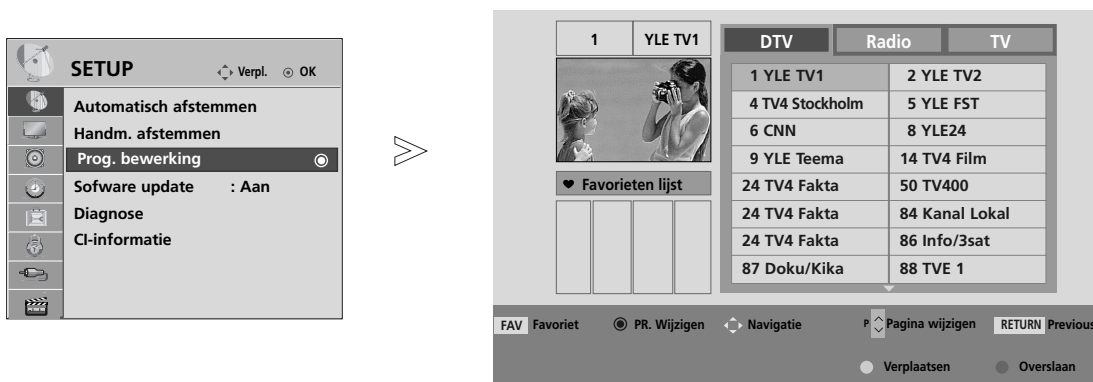 SETUP
Verpl. OK
Automatisch afstemmen
Handm. afstemmen
Prog. bewerking
Sofware update : Aan
Diagnose
CI-informatie
1 YLE TV1
Favorieten lijst
DTV Radio TV
1 YLE TV1 2 YLE TV2
4 TV4 Stockholm 5 YLE FST
6 CNN 8 YLE24
9 YLE Teema 14 TV4 Film
24 TV4 Fakta 50 TV400
24 TV4 Fakta 84 Kanal Lokal
24 TV4 Fakta 86 Info/3sat
87 Doku/Kika 88 TVE 1
FAV Favoriet PR. Wijzigen Navigatie P Pagina wijzigen RETURN Previous
Verplaatsen Overslaan